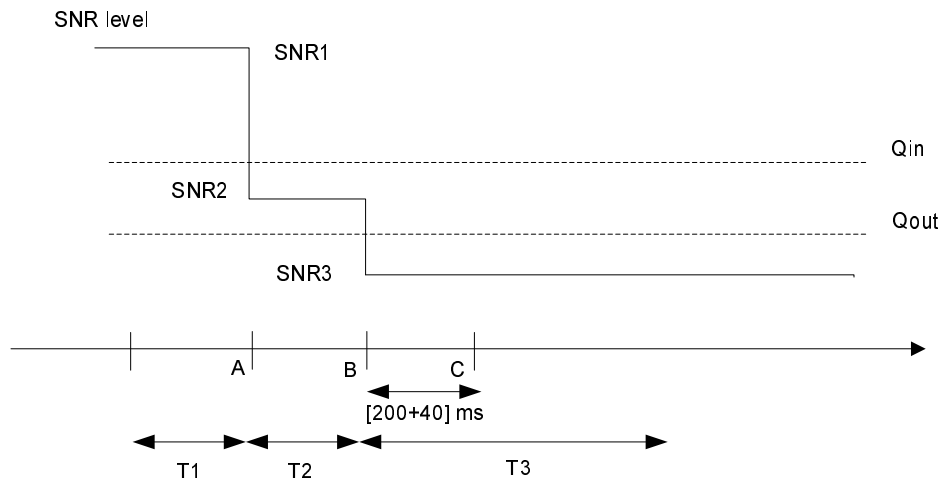 SNR level
SNR1
Qin
SNR2
Qout
SNR3
A
B
C
[200+40] ms
T1
T2
T3